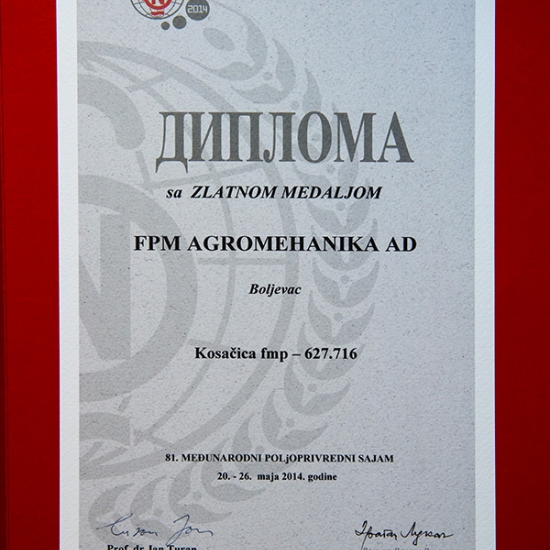 2014
ДИПЛОМА
sa ZLATNOM MEDALJOM
FPM AGROMEHANIKA AD
Boljevac
Kosačica fmp – 627.716
81. MEĐUNARODNI POLjOPRIVREDNI SAJAM
20. - 26. maja 2014. godine
Prof. dr Jan Turan